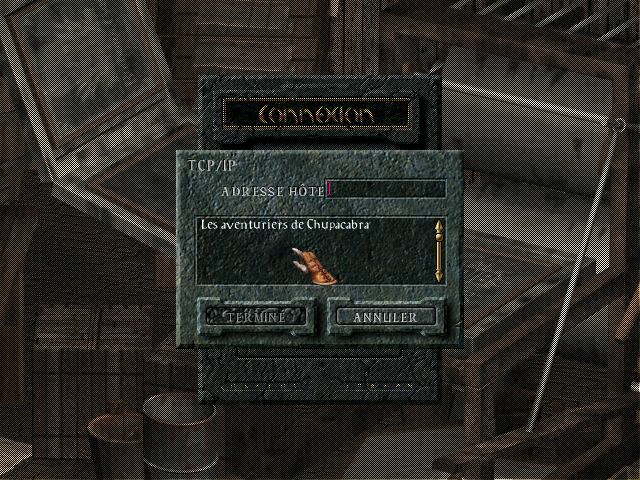 Connexion
TCP/IP
ADRESSE HÔTE
Les aventuriers de Chupacabra
TERMINÉ
ANNULER